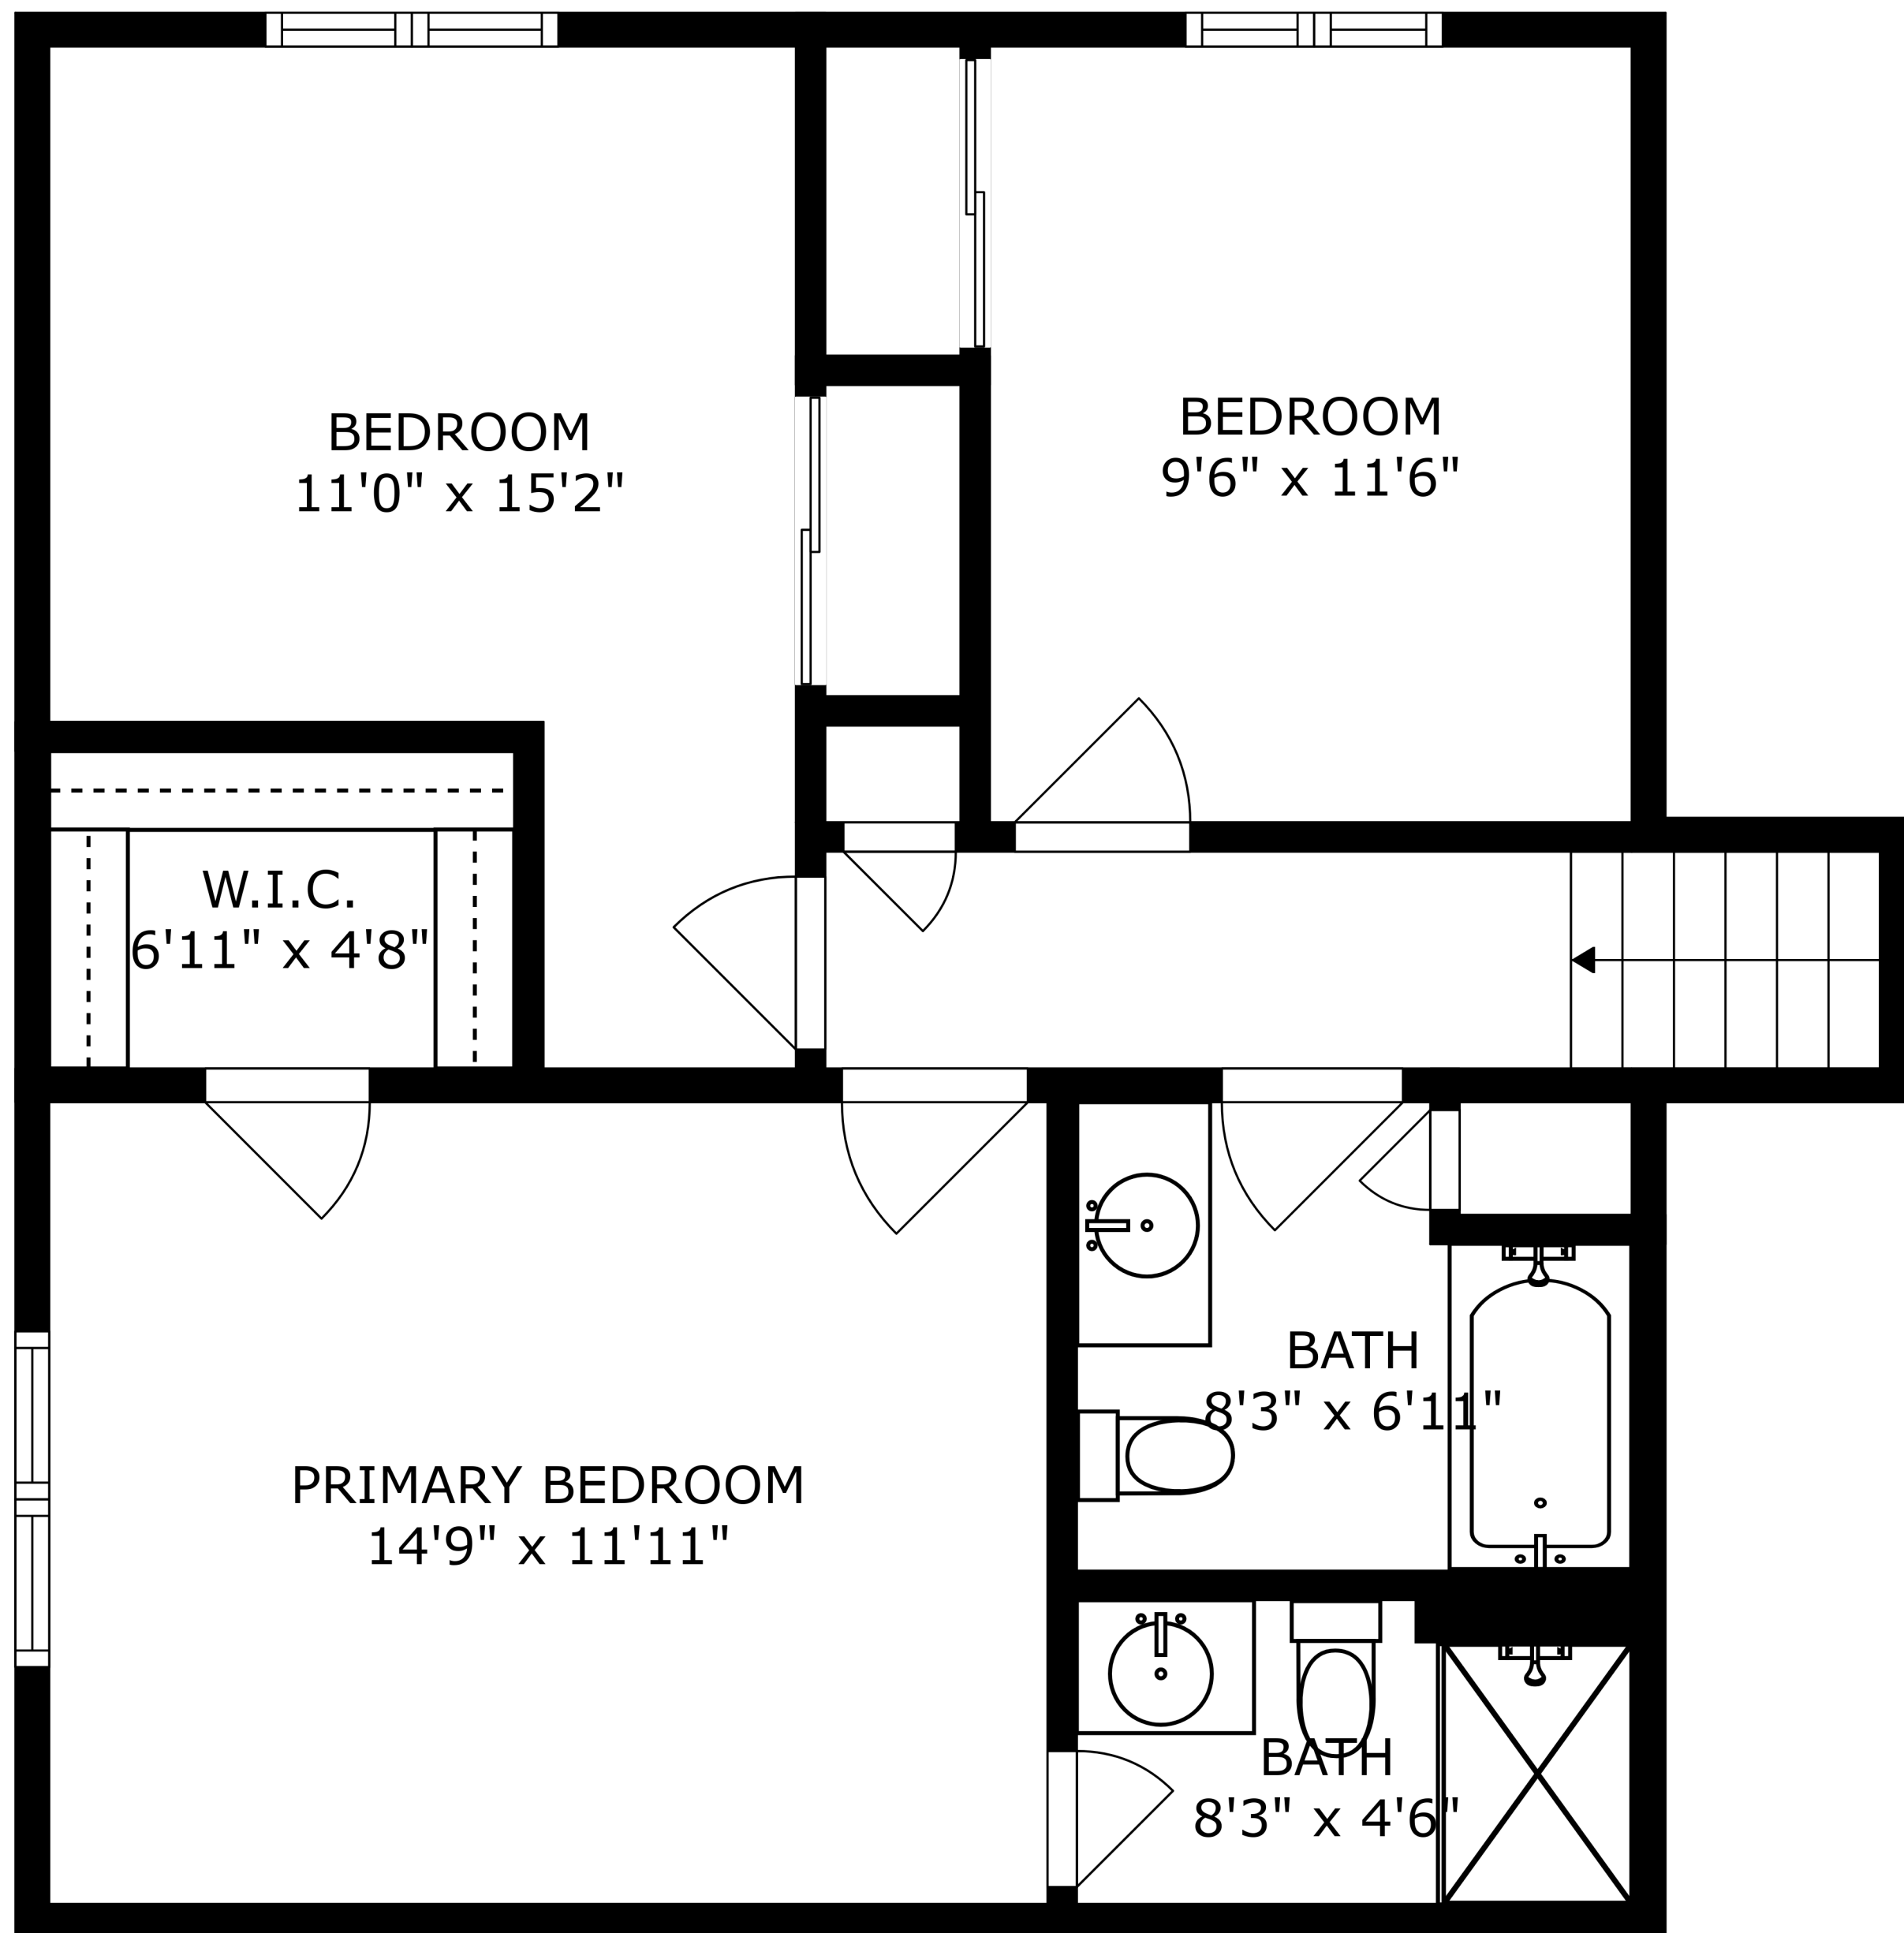 BEDROOM
11'0" x 15'2"
BEDROOM
9'6" x 11'6"
W.I.C.
6'11" x 4'8"
BATH
8'3" x 6'11"
PRIMARY BEDROOM
14'9" x 11'11"
BATH
8'3" x 4'6"